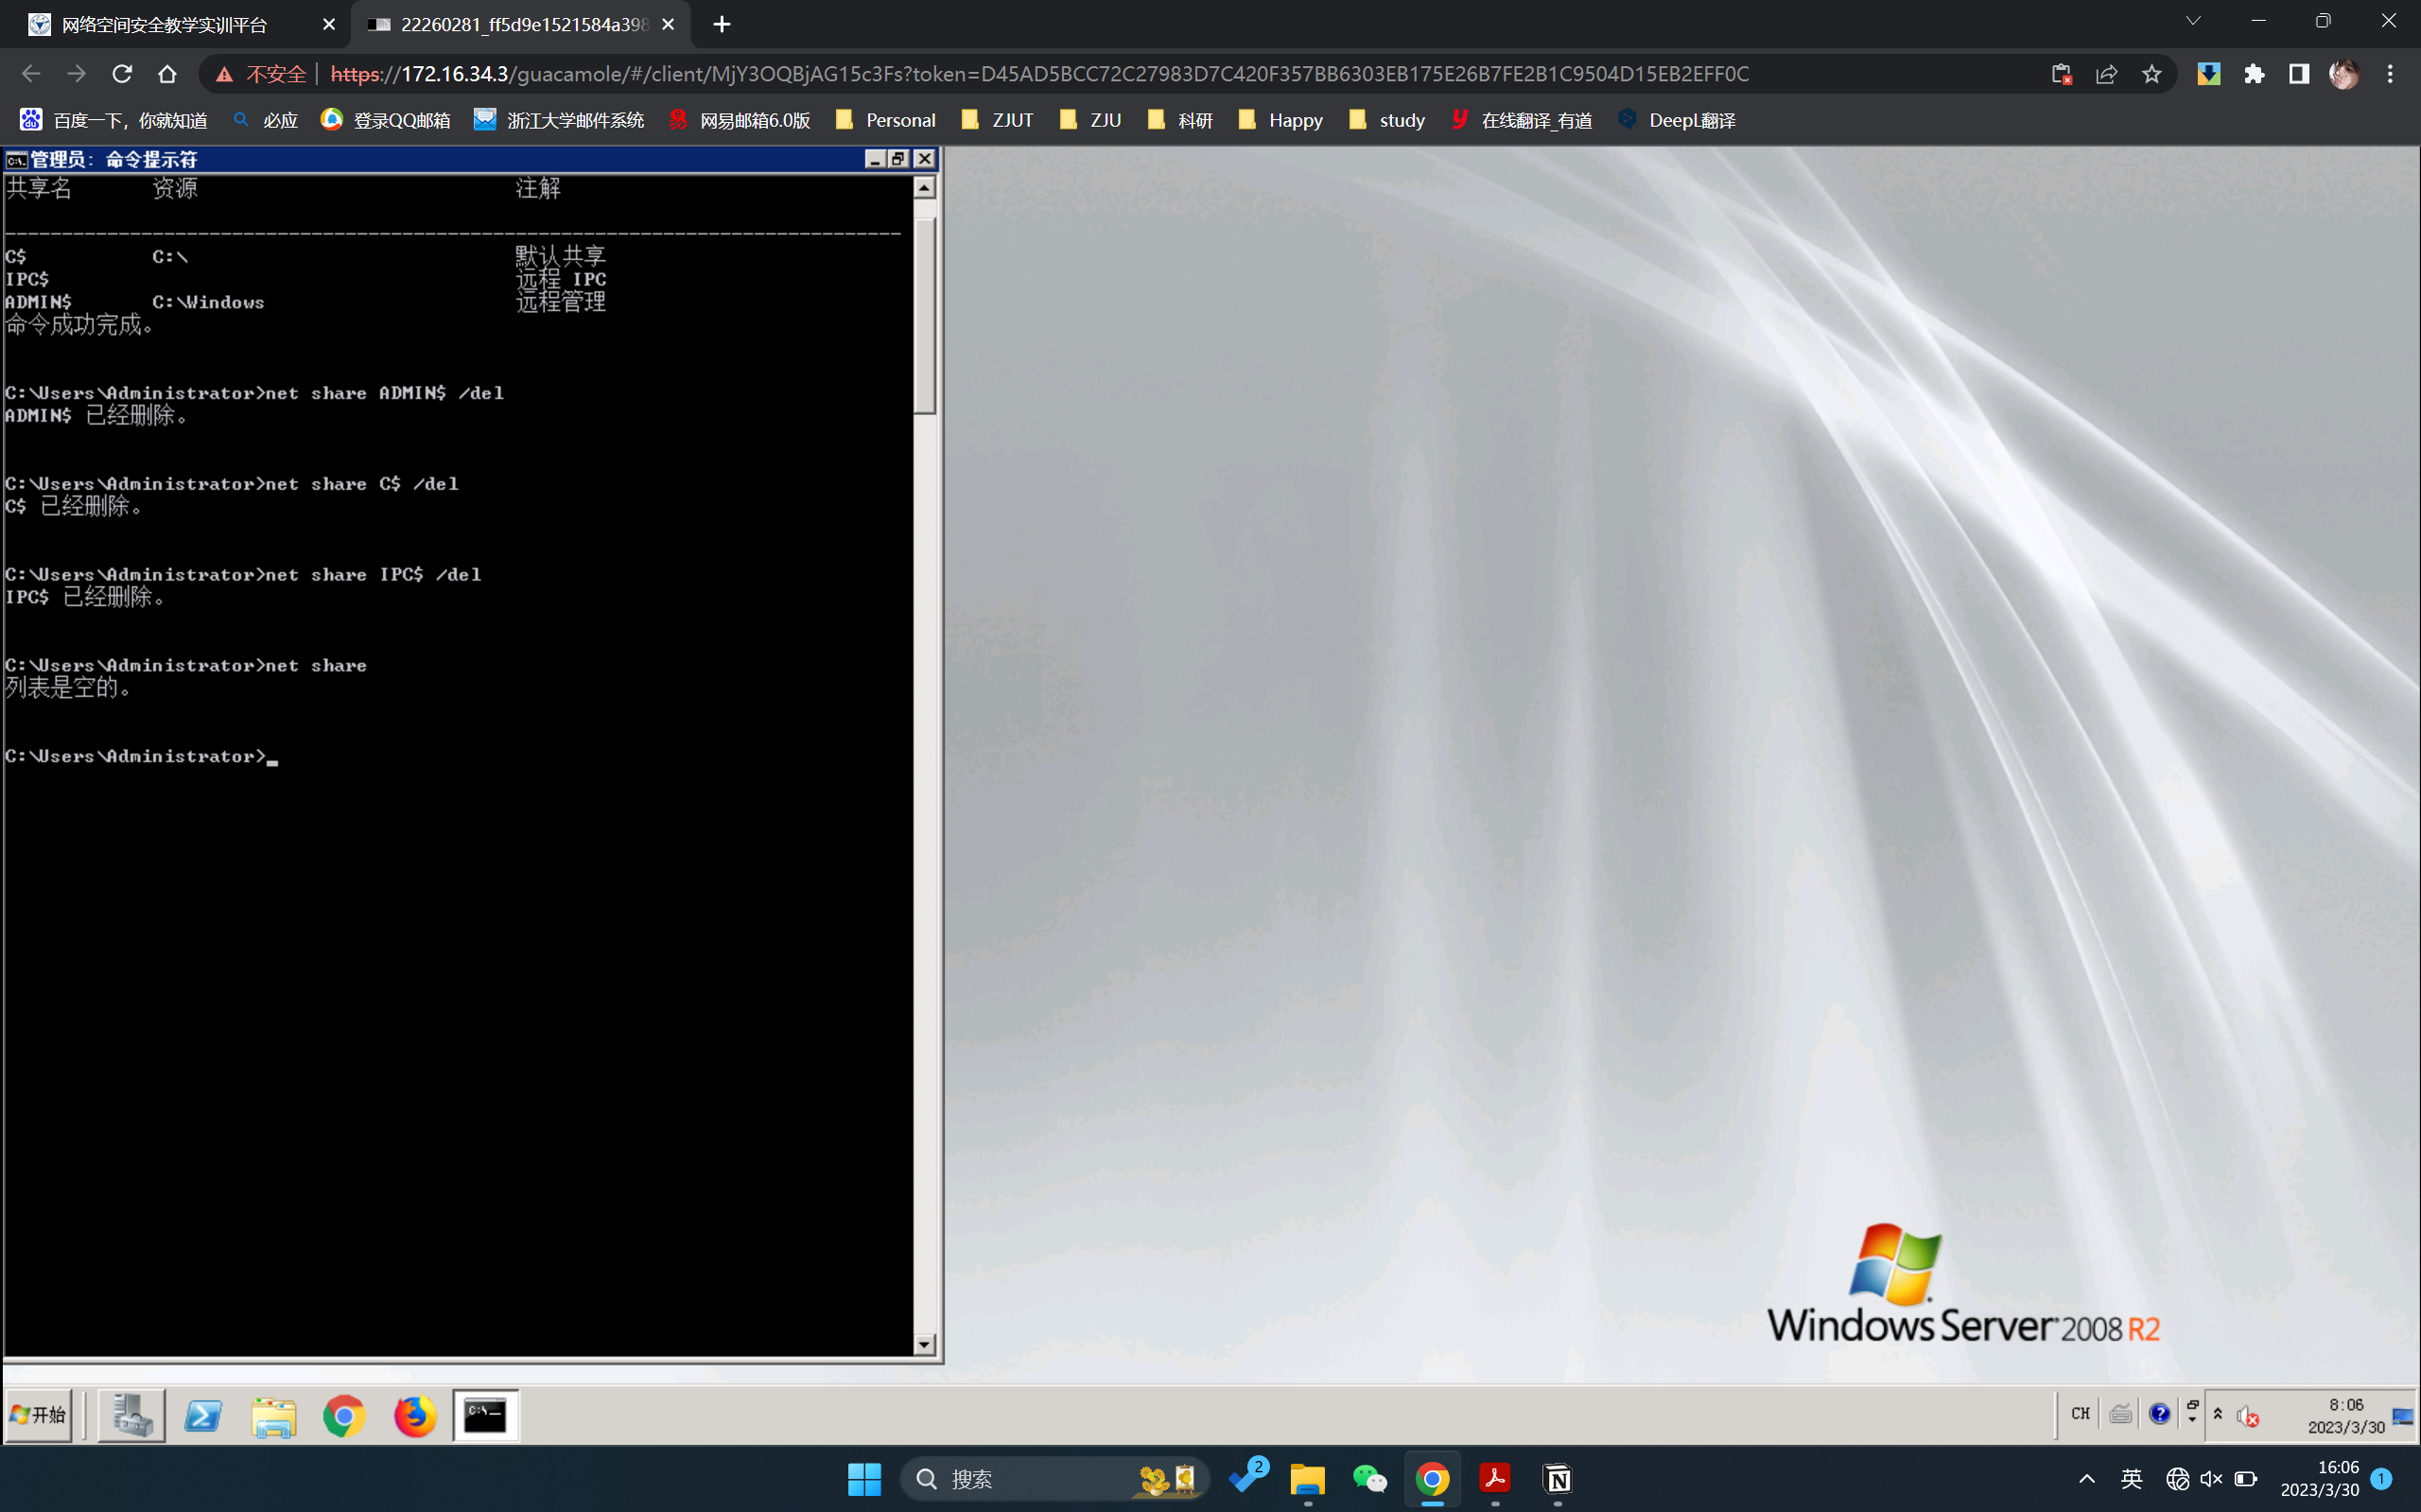 网络空间安全教学实训平台
22260281_ff5d9e1521584a398
不安全 https://172.16.34.3/guacamole/#/client/MjY3OQBjAG15c3Fs?token=D45AD5BCC72C27983D7C420F357BB6303EB175E26B7FE2B1C9504D15EB2EFF0C
百度一下，你就知道 必应 登录QQ邮箱 浙江大学邮件系统 网易邮箱6.0版 Personal ZJUT ZJU 科研 Happy study 在线翻译_有道 DeepL翻译
管理员: 命令提示符
共享名 资源 注解
-------------------------------------------------------------------------------
C$ C:\ 默认共享
IPC$ 远程 IPC
ADMIN$ C:\Windows 远程管理
命令成功完成。
C:\Users\Administrator>net share ADMIN$ /del
ADMIN$ 已经删除。
C:\Users\Administrator>net share C$ /del
C$ 已经删除。
C:\Users\Administrator>net share IPC$ /del
IPC$ 已经删除。
C:\Users\Administrator>net share
列表是空的。
C:\Users\Administrator>_
Windows Server 2008 R2
开始
CH
8:06
2023/3/30
搜索
2
英
16:06
2023/3/30
1